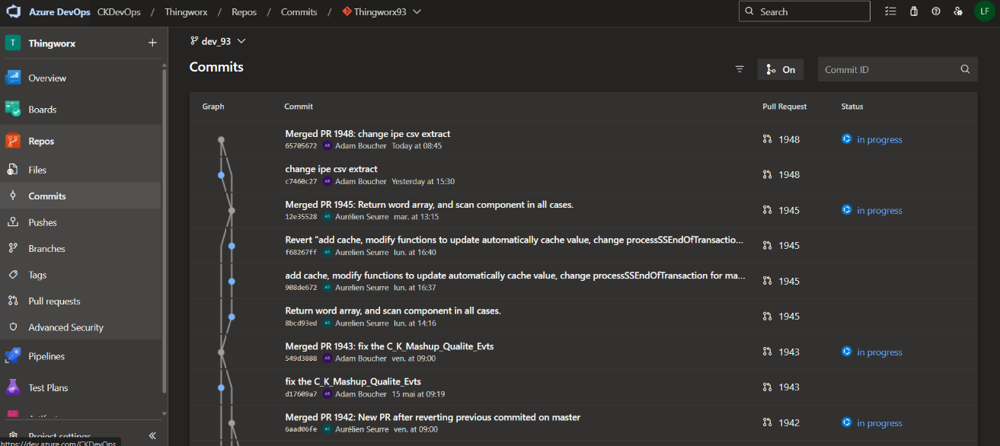 Azure DevOps CKDevOps / Thingworx / Repos / Commits / Thingworx93
Search
LF
T Thingworx
Overview
Boards
Repos
Files
Commits
Pushes
Branches
Tags
Pull requests
Advanced Security
Pipelines
Test Plans
Project settings
https://dev.azure.com/CKDevOps
dev_93
Commits
On
Commit ID
Graph Commit Pull Request Status
Merged PR 1948: change ipe csv extract 1948 in progress
65705672 AB Adam Boucher Today at 08:45
change ipe csv extract 1948
c7460c27 AB Adam Boucher Yesterday at 15:30
Merged PR 1945: Return word array, and scan component in all cases. 1945 in progress
12e35528 AS Aurélien Seurre mar. at 13:15
Revert "add cache, modify functions to update automatically cache value, change processSSEndOfTransactio... 1945
f68267ff AS Aurelien Seurre lun. at 16:40
add cache, modify functions to update automatically cache value, change processSSEndOfTransaction for ma... 1945
908de672 AS Aurelien Seurre lun. at 16:37
Return word array, and scan component in all cases. 1945
8bcd93ed AS Aurelien Seurre lun. at 14:16
Merged PR 1943: fix the C_K_Mashup_Qualite_Evts 1943 in progress
549d3888 AB Adam Boucher ven. at 09:00
fix the C_K_Mashup_Qualite_Evts 1943
d17609a7 AB Adam Boucher 15 mai at 09:19
Merged PR 1942: New PR after reverting previous commited on master 1942 in progress
6aad06fe AS Aurélien Seurre ven. at 09:00